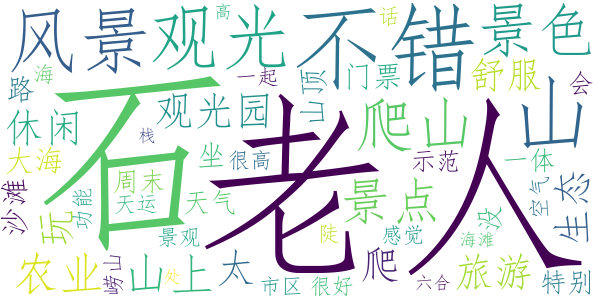 风景 观光 高 不错 话 景色
路 海 一起 山顶 门票 舒服 会
石 老人 山
休闲 观光园 爬山
大海 栈 坐 很高 示范 一体 空气 生态
沙滩 玩 功能 周末 天运 天气 景点 没
景观 陡 感觉 海滩
农业 崂山 山上 处 太 爬 旅游 特别
市区 很好 六合